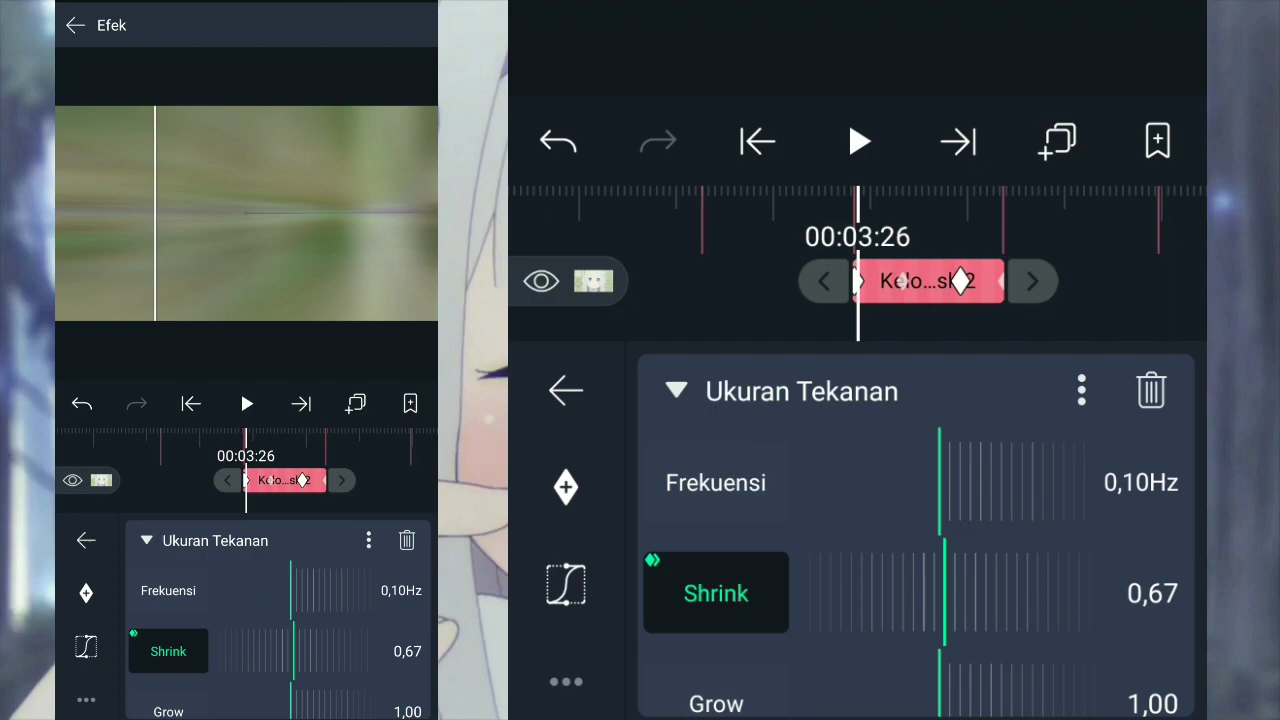 Efek
00:03:26
Kelo...sk 2
Ukuran Tekanan
Frekuensi
0,10Hz
Shrink
0,67
Grow
1,00
00:03:26
Kelo...sk 2
Ukuran Tekanan
Frekuensi
0,10Hz
Shrink
0,67
Grow
1,00